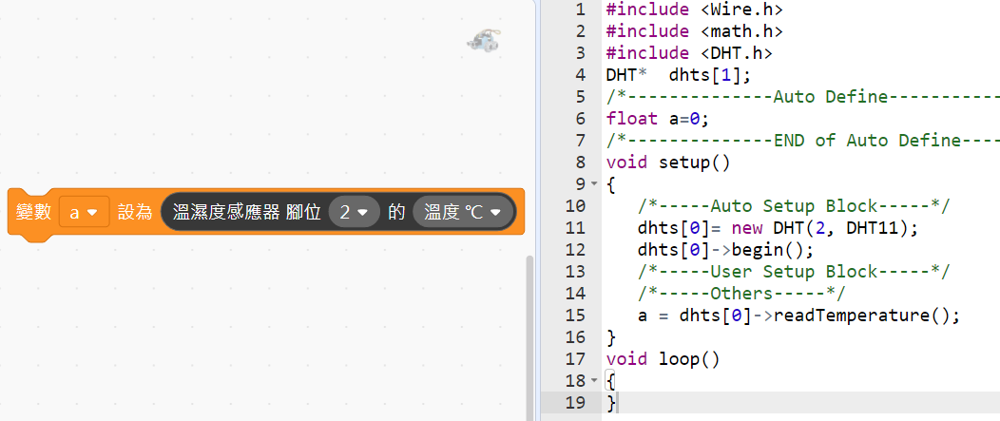 變數 a 設為 溫濕度感應器 腳位 2 的 溫度 ℃
1 #include <Wire.h>
2 #include <math.h>
3 #include <DHT.h>
4 DHT*  dhts[1];
5 /*--------------Auto Define-----------
6 float a=0;
7 /*--------------END of Auto Define----
8 void setup()
9 {
10    /*-----Auto Setup Block-----*/
11    dhts[0]= new DHT(2, DHT11);
12    dhts[0]->begin();
13    /*-----User Setup Block-----*/
14    /*-----Others-----*/
15    a = dhts[0]->readTemperature();
16 }
17 void loop()
18 {
19 }